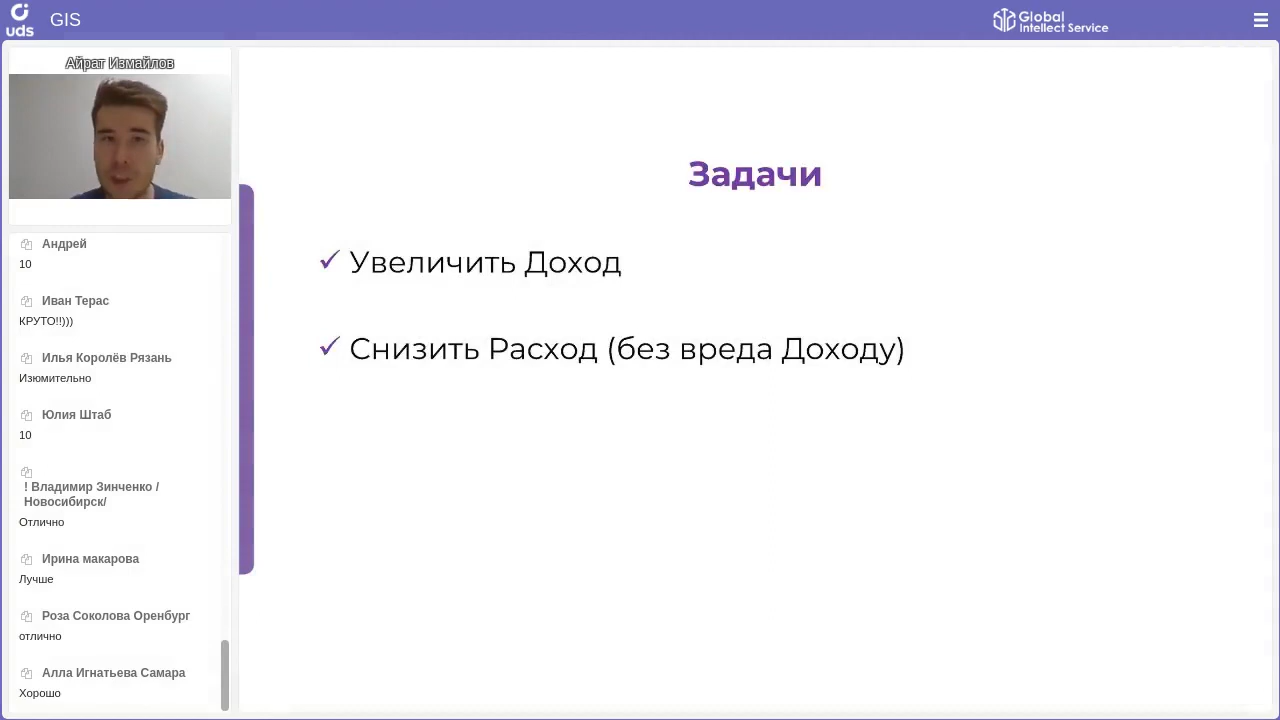 uds
GIS
Global
Intellect Service
Айрат Измайлов
Андрей
10
Иван Терас
КРУТО!!)))
Илья Королёв Рязань
Изюмительно
Юлия Штаб
10
! Владимир Зинченко /
Новосибирск/
Отлично
Ирина макарова
Лучше
Роза Соколова Оренбург
отлично
Алла Игнатьева Самара
Хорошо
Задачи
✓ Увеличить Доход
✓ Снизить Расход (без вреда Доходу)